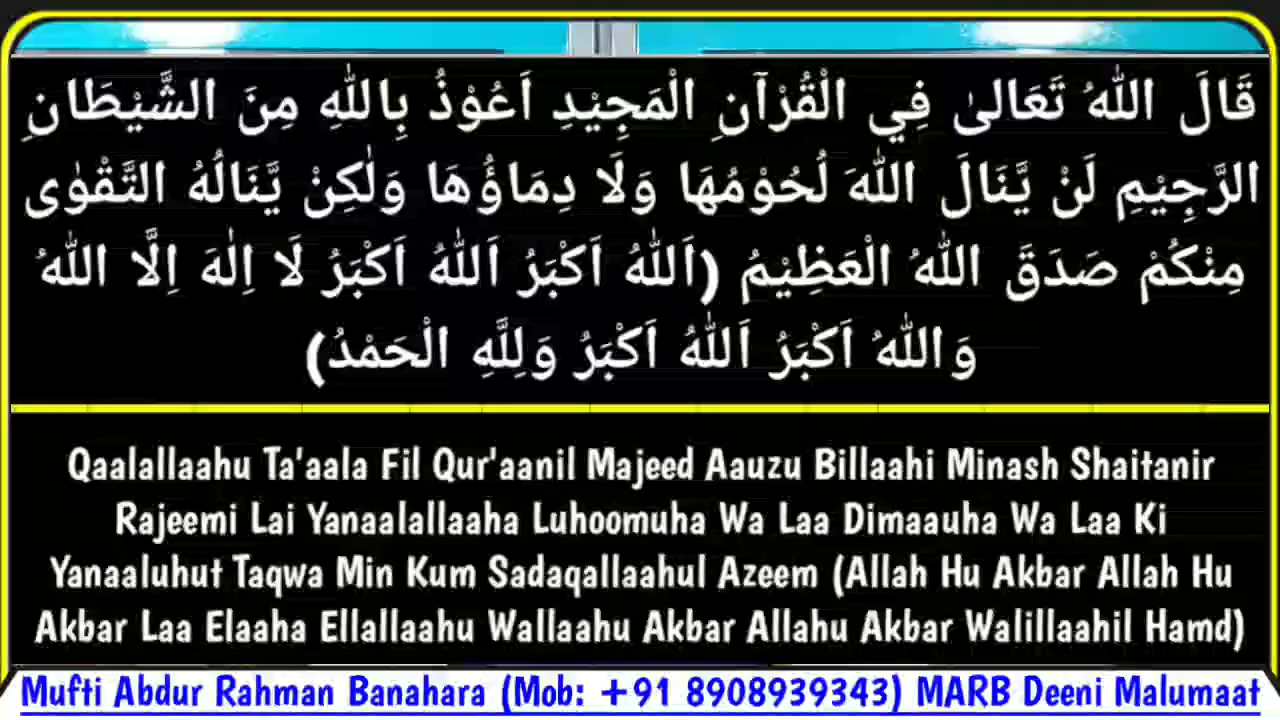 قَالَ اللّٰهُ تَعَالىٰ فِي الْقُرْآنِ الْمَجِيْدِ اَعُوْذُ بِاللّٰهِ مِنَ الشَّيْطَانِ
الرَّجِيْمِ لَنْ يَّنَالَ اللّٰهَ لُحُوْمُهَا وَلَا دِمَاؤُهَا وَلٰكِنْ يَّنَالُهُ التَّقْوٰى
مِنْكُمْ صَدَقَ اللّٰهُ الْعَظِيْمُ (اَللّٰهُ اَكْبَرُ اَللّٰهُ اَكْبَرُ لَا اِلٰهَ اِلَّا اللّٰهُ
وَاللّٰهُ اَكْبَرُ اَللّٰهُ اَكْبَرُ وَلِلَّهِ الْحَمْدُ)
Qaalallaahu Ta'aala Fil Qur'aanil Majeed Aauzu Billaahi Minash Shaitanir
Rajeemi Lai Yanaalallaaha Luhoomuha Wa Laa Dimaauha Wa Laa Ki
Yanaaluhut Taqwa Min Kum Sadaqallaahul Azeem (Allah Hu Akbar Allah Hu
Akbar Laa Elaaha Ellallaahu Wallaahu Akbar Allahu Akbar Walillaahil Hamd)
Mufti Abdur Rahman Banahara (Mob: +91 8908939343) MARB Deeni Malumaat